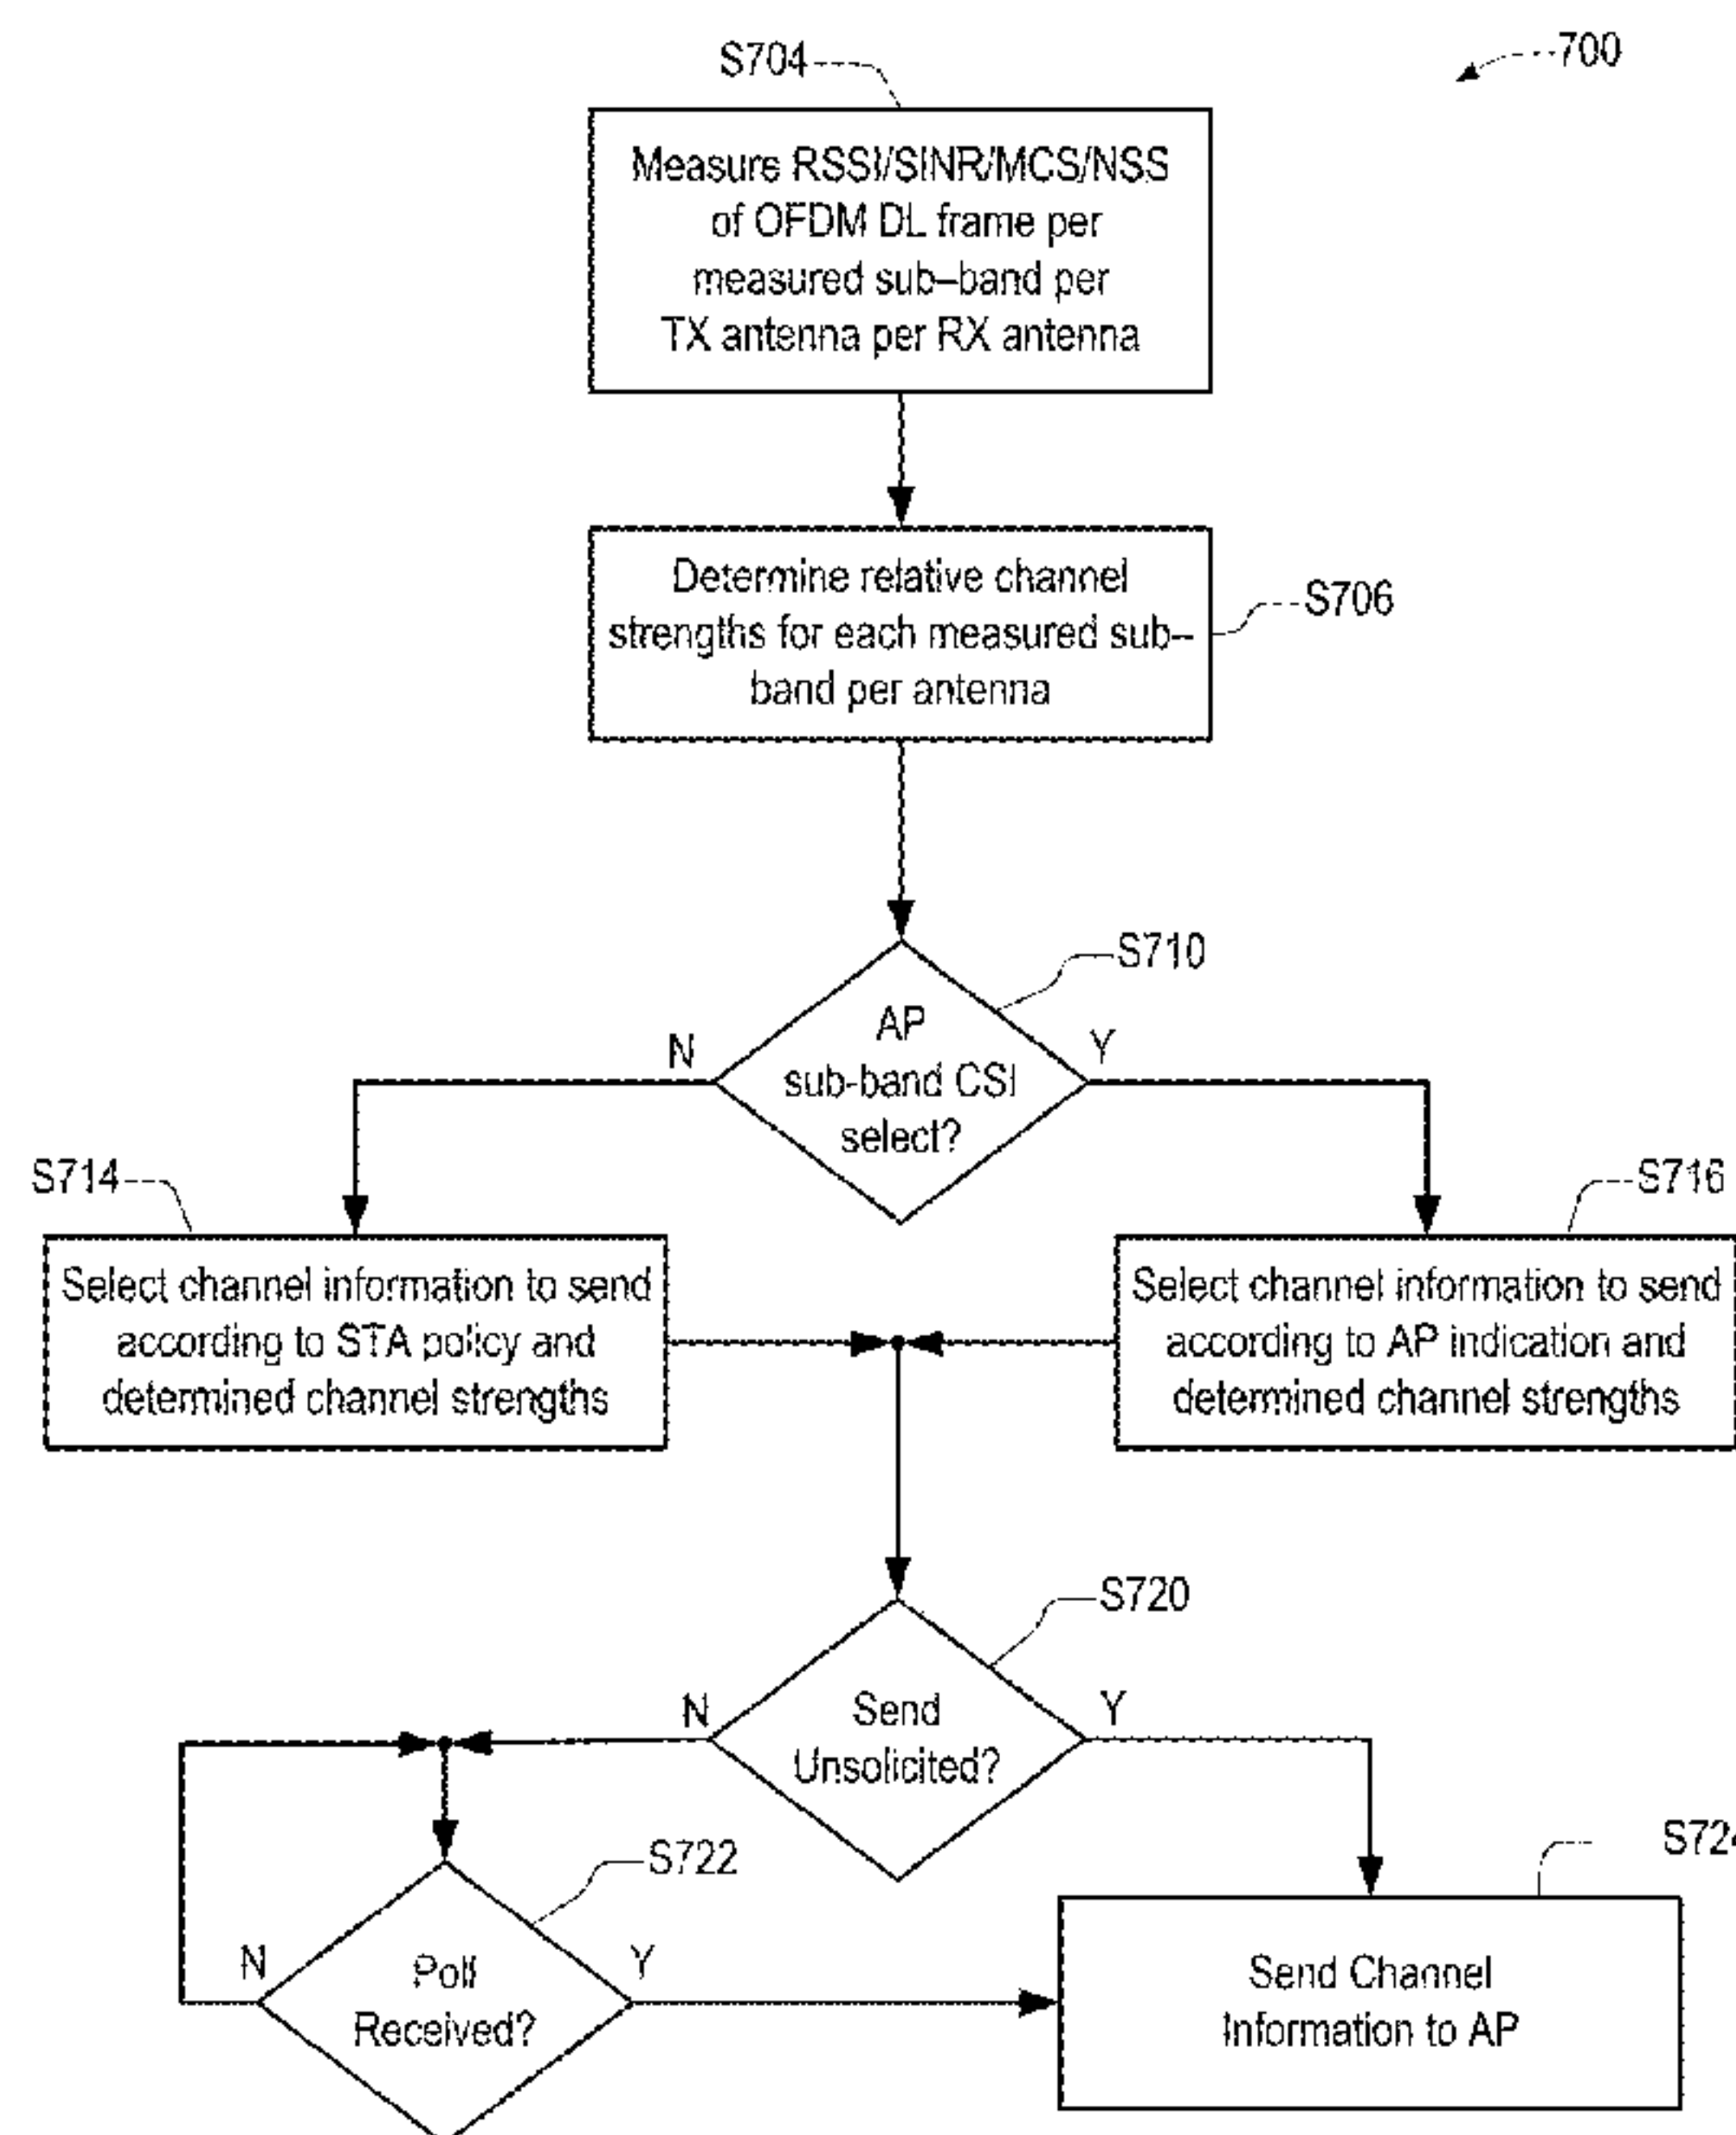 S704
700
Measure RSSI/SINR/MCS/NSS
of OFDM DL frame per
measured sub-band per
TX antenna per RX antenna
Determine relative channel
strengths for each measured sub-
band per antenna
S706
S710
AP
sub-band CSI
select?
N
Y
S714
S716
Select channel information to send
according to STA policy and
determined channel strengths
Select channel information to send
according to AP indication and
determined channel strengths
S720
Send
Unsolicited?
N
Y
S722
S724
Poll
Received?
N
Y
Send Channel
Information to AP